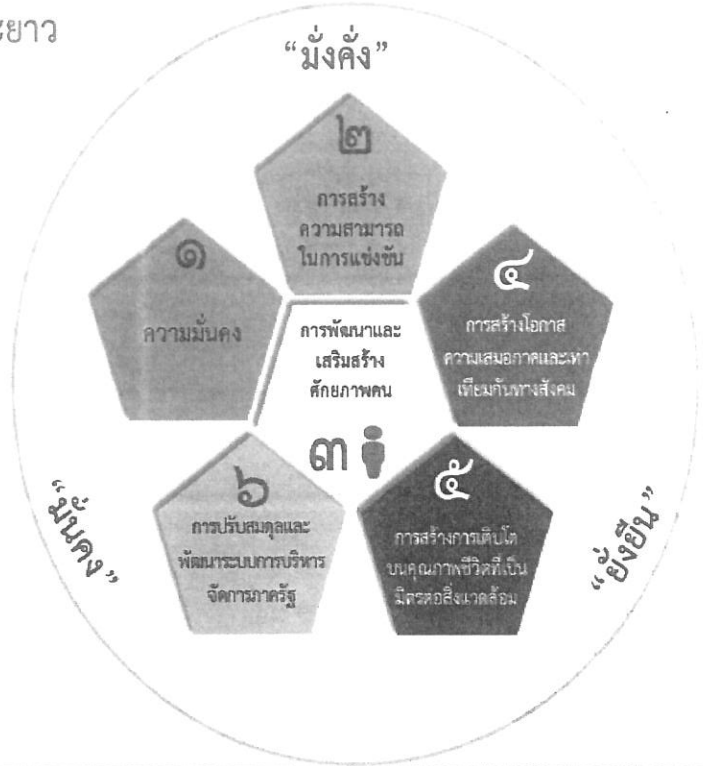 ะยาว
“มั่งคั่ง”
๒
การสร้าง
ความสามารถ
ในการแข่งขัน
๑
ความมั่นคง
การพัฒนาและ
เสริมสร้าง
ศักยภาพคน
๓
๔
การสร้างโอกาส
ความเสมอภาคและเท่า
เทียมกันทางสังคม
๖
การปรับสมดุลและ
พัฒนาระบบการบริหาร
จัดการภาครัฐ
๕
การสร้างการเติบโต
บนคุณภาพชีวิตที่เป็น
มิตรต่อสิ่งแวดล้อม
“มั่นคง”
“ยั่งยืน”